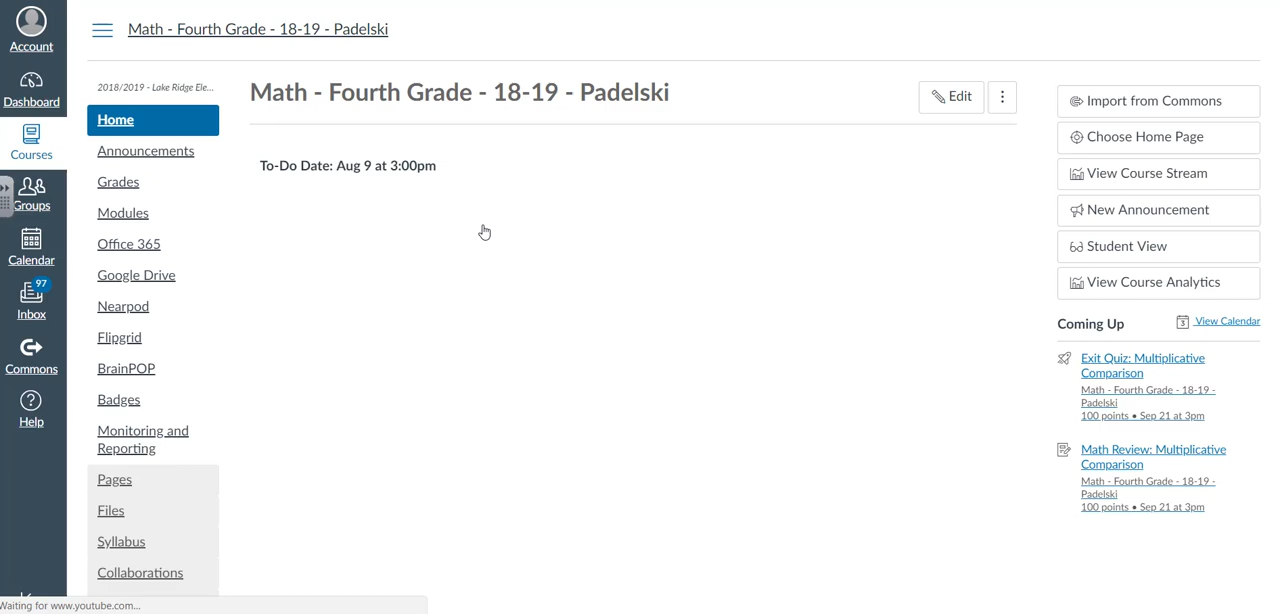 Account
Dashboard
Courses
Groups
Calendar
97
Inbox
Commons
Help
Math - Fourth Grade - 18-19 - Padelski
2018/2019 - Lake Ridge Ele...
Home
Announcements
Grades
Modules
Office 365
Google Drive
Nearpod
Flipgrid
BrainPOP
Badges
Monitoring and
Reporting
Pages
Files
Syllabus
Collaborations
Math - Fourth Grade - 18-19 - Padelski
Edit
To-Do Date: Aug 9 at 3:00pm
Import from Commons
Choose Home Page
View Course Stream
New Announcement
Student View
View Course Analytics
Coming Up
3 View Calendar
Exit Quiz: Multiplicative
Comparison
Math - Fourth Grade - 18-19 -
Padelski
100 points • Sep 21 at 3pm
Math Review: Multiplicative
Comparison
Math - Fourth Grade - 18-19 -
Padelski
100 points • Sep 21 at 3pm
Waiting for www.youtube.com...